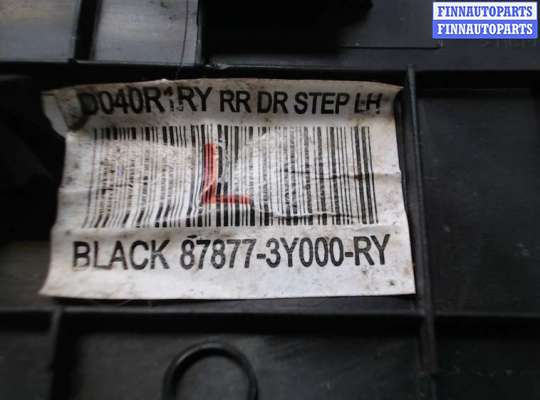 FINNAUTOPARTS
FINNAUTOPARTS
D040R1RY RR DR STEP LH
L
BLACK 87877-3Y000-RY